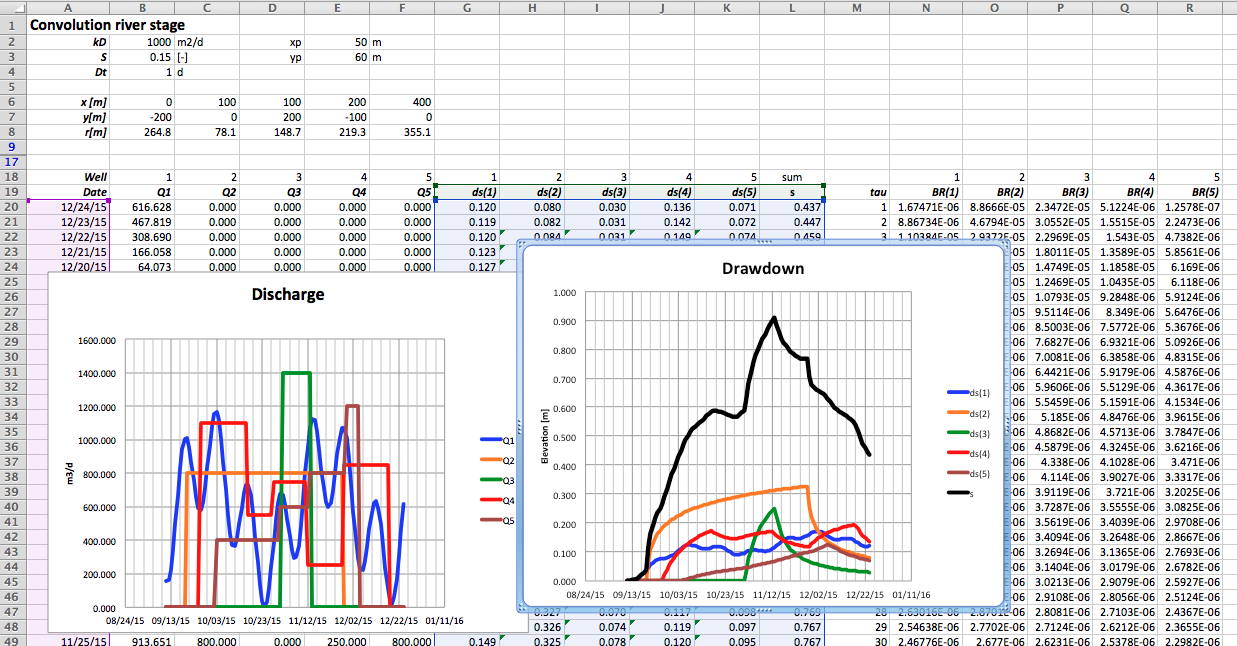 A B C D E F G H I J K L M N O P Q R
1 Convolution river stage
2 kD 1000 m2/d xp 50 m
3 S 0.15 [-] yp 60 m
4 Dt 1 d
5
6 x [m] 0 100 100 200 400
7 y[m] -200 0 200 -100 0
8 r[m] 264.8 78.1 148.7 219.3 355.1
9
17
18 Well 1 2 3 4 5 1 2 3 4 5 sum 1 2 3 4 5
19 Date Q1 Q2 Q3 Q4 Q5 ds(1) ds(2) ds(3) ds(4) ds(5) s tau BR(1) BR(2) BR(3) BR(4) BR(5)
20 12/24/15 616.628 0.000 0.000 0.000 0.000 0.120 0.080 0.030 0.136 0.071 0.437 1 1.67471E-06 8.8666E-05 2.3472E-05 5.1224E-06 1.2578E-07
21 12/23/15 467.819 0.000 0.000 0.000 0.000 0.119 0.082 0.031 0.142 0.072 0.447 2 8.86734E-06 4.6794E-05 3.0552E-05 1.5515E-05 2.2473E-06
22 12/22/15 308.690 0.000 0.000 0.000 0.000 0.120 0.084 0.031 0.149 0.074 0.459 3 1.10384E-05 2.9372E-05 2.2969E-05 1.543E-05 4.7382E-06
23 12/21/15 166.058 0.000 0.000 0.000 0.000 0.123 -05 1.8011E-05 1.3589E-05 5.8561E-06
24 12/20/15 64.073 0.000 0.000 0.000 0.000 0.127 -05 1.4749E-05 1.1858E-05 6.169E-06
25 -05 1.2469E-05 1.0435E-05 6.118E-06
26 -05 1.0793E-05 9.2848E-06 5.9124E-06
27 -05 9.5114E-06 8.349E-06 5.6476E-06
28 -06 8.5003E-06 7.5772E-06 5.3676E-06
29 -06 7.6827E-06 6.9321E-06 5.0926E-06
30 -06 7.0081E-06 6.3858E-06 4.8315E-06
31 -06 6.4421E-06 5.9179E-06 4.5876E-06
32 -06 5.9606E-06 5.5129E-06 4.3617E-06
33 -06 5.5459E-06 5.1591E-06 4.1534E-06
34 -06 5.185E-06 4.8476E-06 3.9615E-06
35 -06 4.8682E-06 4.5713E-06 3.7847E-06
36 -06 4.5879E-06 4.3245E-06 3.6216E-06
37 -06 4.338E-06 4.1028E-06 3.471E-06
38 -06 4.114E-06 3.9027E-06 3.3317E-06
39 -06 3.9119E-06 3.721E-06 3.2025E-06
40 -06 3.7287E-06 3.5555E-06 3.0825E-06
41 -06 3.5619E-06 3.4039E-06 2.9708E-06
42 -06 3.4094E-06 3.2648E-06 2.8667E-06
43 -06 3.2694E-06 3.1365E-06 2.7693E-06
44 -06 3.1404E-06 3.0179E-06 2.6782E-06
45 -06 3.0213E-06 2.9079E-06 2.5927E-06
46 -06 2.9108E-06 2.8056E-06 2.5124E-06
47 0.327 0.070 0.117 0.098 0.769 28 2.63016E-06 -06 2.8081E-06 2.7103E-06 2.4367E-06
48 0.326 0.074 0.119 0.097 0.767 29 2.54638E-06 2.7702E-06 2.7124E-06 2.6212E-06 2.3655E-06
49 11/25/15 913.651 800.000 0.000 250.000 800.000 0.149 0.325 0.078 0.120 0.095 0.767 30 2.46776E-06 2.677E-06 2.6231E-06 2.5378E-06 2.2982E-06
Discharge
1600.000
1400.000
1200.000
1000.000
800.000
600.000
400.000
200.000
0.000
m3/d
08/24/15 09/13/15 10/03/15 10/23/15 11/12/15 12/02/15 12/22/15 01/11/16
Q1
Q2
Q3
Q4
Q5
Drawdown
1.000
0.900
0.800
0.700
0.600
0.500
0.400
0.300
0.200
0.100
0.000
Elevation [m]
08/24/15 09/13/15 10/03/15 10/23/15 11/12/15 12/02/15 12/22/15 01/11/16
ds(1)
ds(2)
ds(3)
ds(4)
ds(5)
s